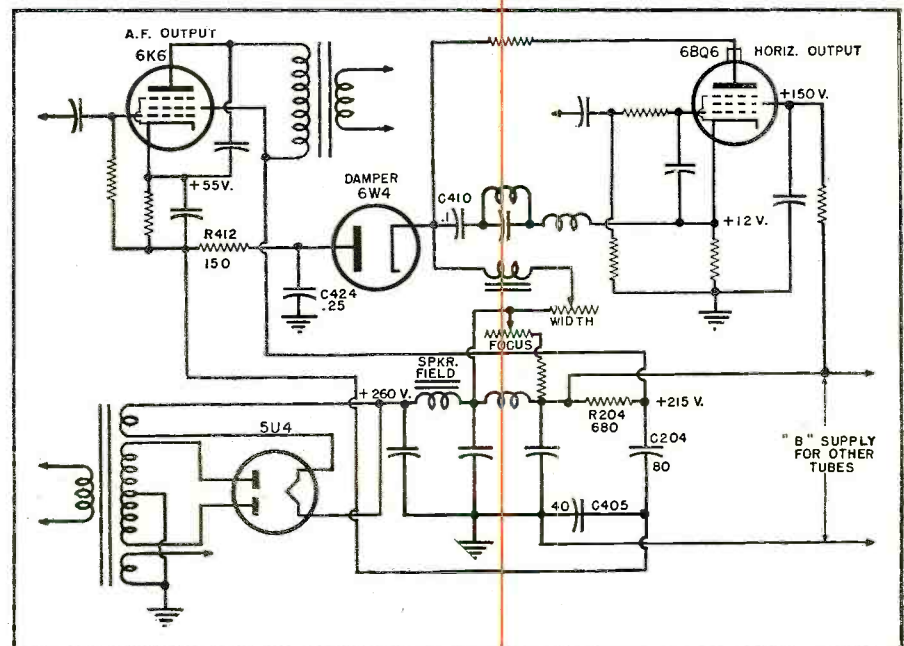 A.F. OUTPUT
6K6
6BQ6 HORIZ. OUTPUT
+150 V.
+55V.
DAMPER
6W4
C410
.1
+12 V.
R412
150
C424
.25
WIDTH
FOCUS
SPKR.
FIELD
+260 V.
+215 V.
R204
680
5U4
C204
80
"B" SUPPLY
FOR OTHER
TUBES
40 C405